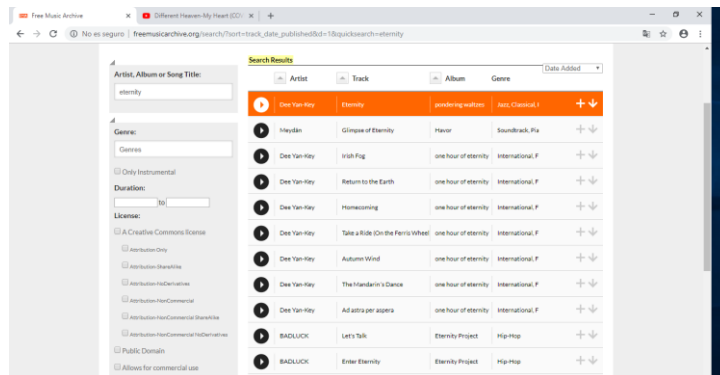 Free Music Archive
Different Heaven-My Heart (COV
No es seguro | freemusicarchive.org/search/?sort=track_date_published&d=1&quicksearch=eternity
Artist, Album or Song Title:
eternity
Genre:
Genres
Only Instrumental
Duration:
to
License:
A Creative Commons license
Attribution Only
Attribution-ShareAlike
Attribution-NoDerivatives
Attribution-NonCommercial
Attribution-NonCommercial ShareAlike
Attribution-NonCommercial NoDerivatives
Public Domain
Allows for commercial use
Search Results
Date Added
Artist Track Album Genre
Dee Yan-Key Eternity pondering waltzes Jazz, Classical, I
Meydän Glimpse of Eternity Havor Soundtrack, Pia
Dee Yan-Key Irish Fog one hour of eternity International, F
Dee Yan-Key Return to the Earth one hour of eternity International, F
Dee Yan-Key Homecoming one hour of eternity International, F
Dee Yan-Key Take a Ride (On the Ferris Wheel one hour of eternity International, F
Dee Yan-Key Autumn Wind one hour of eternity International, F
Dee Yan-Key The Mandarin's Dance one hour of eternity International, F
Dee Yan-Key Ad astra per aspera one hour of eternity International, F
BADLUCK Let's Talk Eternity Project Hip-Hop
BADLUCK Enter Eternity Eternity Project Hip-Hop